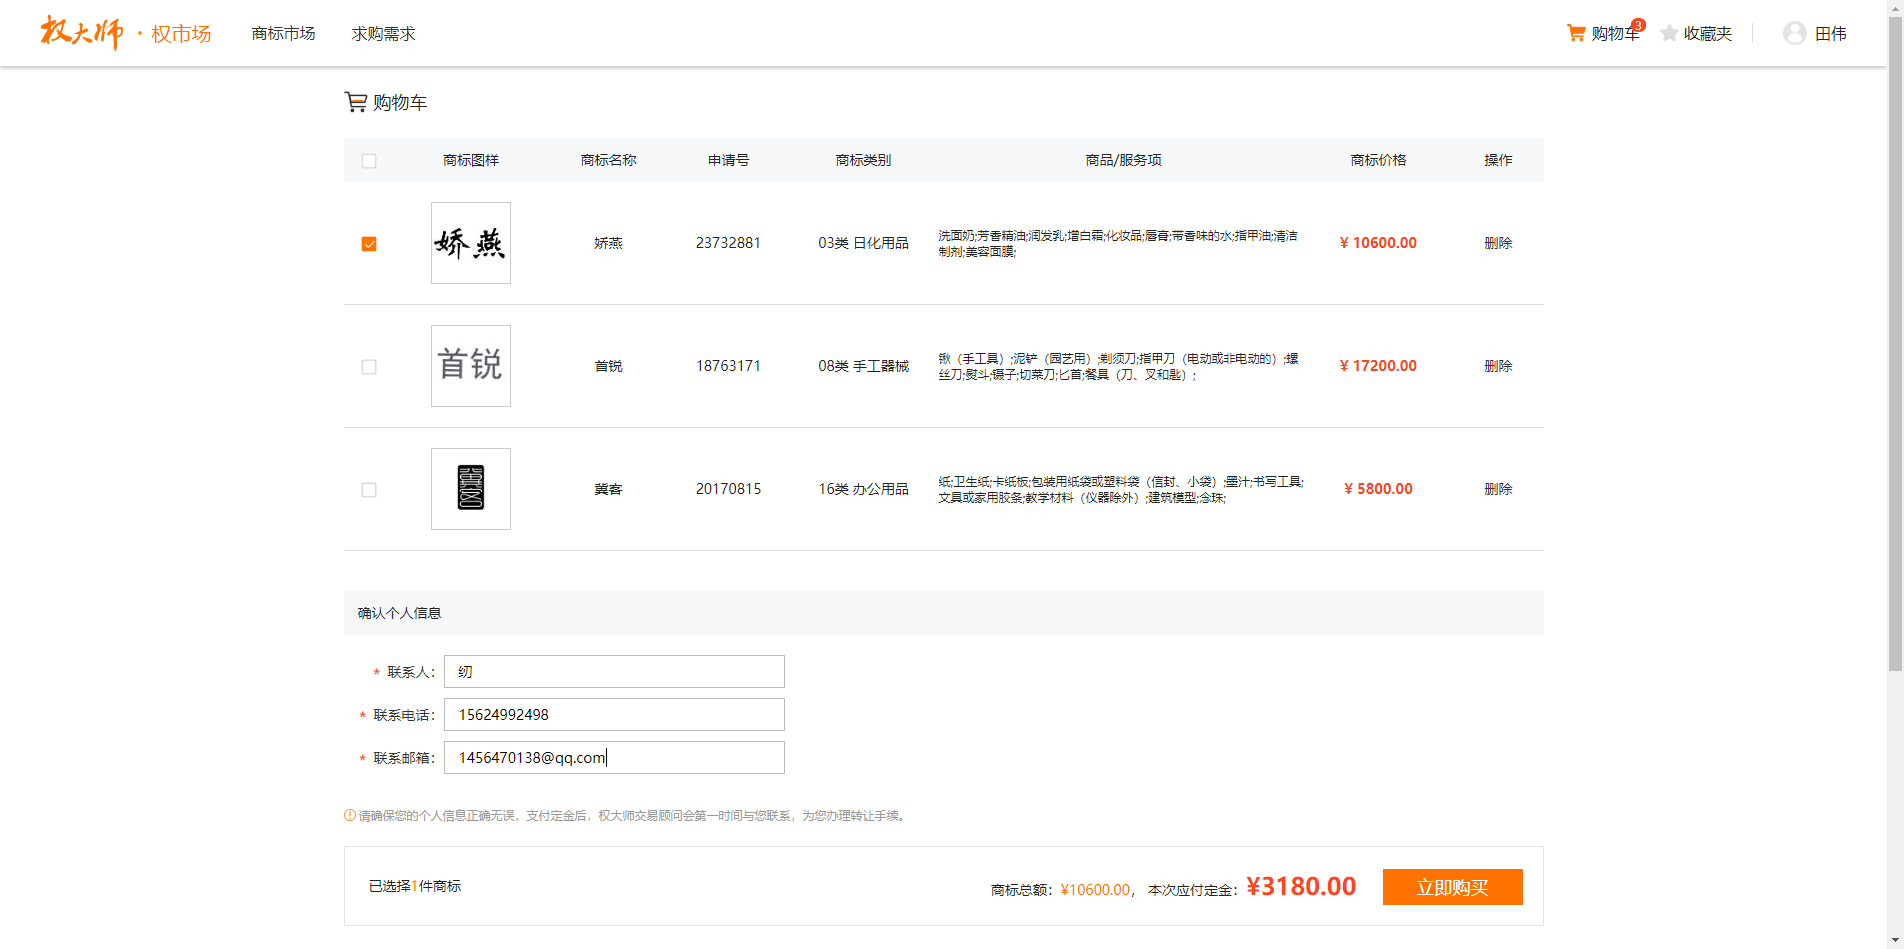 权大师 · 权市场 商标市场 求购需求 购物车 3 收藏夹 田伟
购物车
商标图样 商标名称 申请号 商标类别 商品/服务项 商标价格 操作
娇燕 娇燕 23732881 03类 日化用品 洗面奶;芳香精油;润发乳;增白霜;化妆品;唇膏;带香味的水;指甲油;清洁
制剂;美容面膜; ¥ 10600.00 删除
首锐 首锐 18763171 08类 手工器械 锹（手工具）;泥铲（园艺用）;剃须刀;指甲刀（电动或非电动的）;螺
丝刀;熨斗;镊子;切菜刀;匕首;餐具（刀、叉和匙）; ¥ 17200.00 删除
冀客 冀客 20170815 16类 办公用品 纸;卫生纸;卡纸板;包装用纸袋或塑料袋（信封、小袋）;墨汁;书写工具;
文具或家用胶条;教学材料（仪器除外）;建筑模型;念珠; ¥ 5800.00 删除
确认个人信息
* 联系人： 纫
* 联系电话： 15624992498
* 联系邮箱： 1456470138@qq.com
请确保您的个人信息正确无误，支付定金后，权大师交易顾问会第一时间与您联系，为您办理转让手续。
已选择1件商标 商标总额：¥10600.00， 本次应付定金：¥3180.00 立即购买